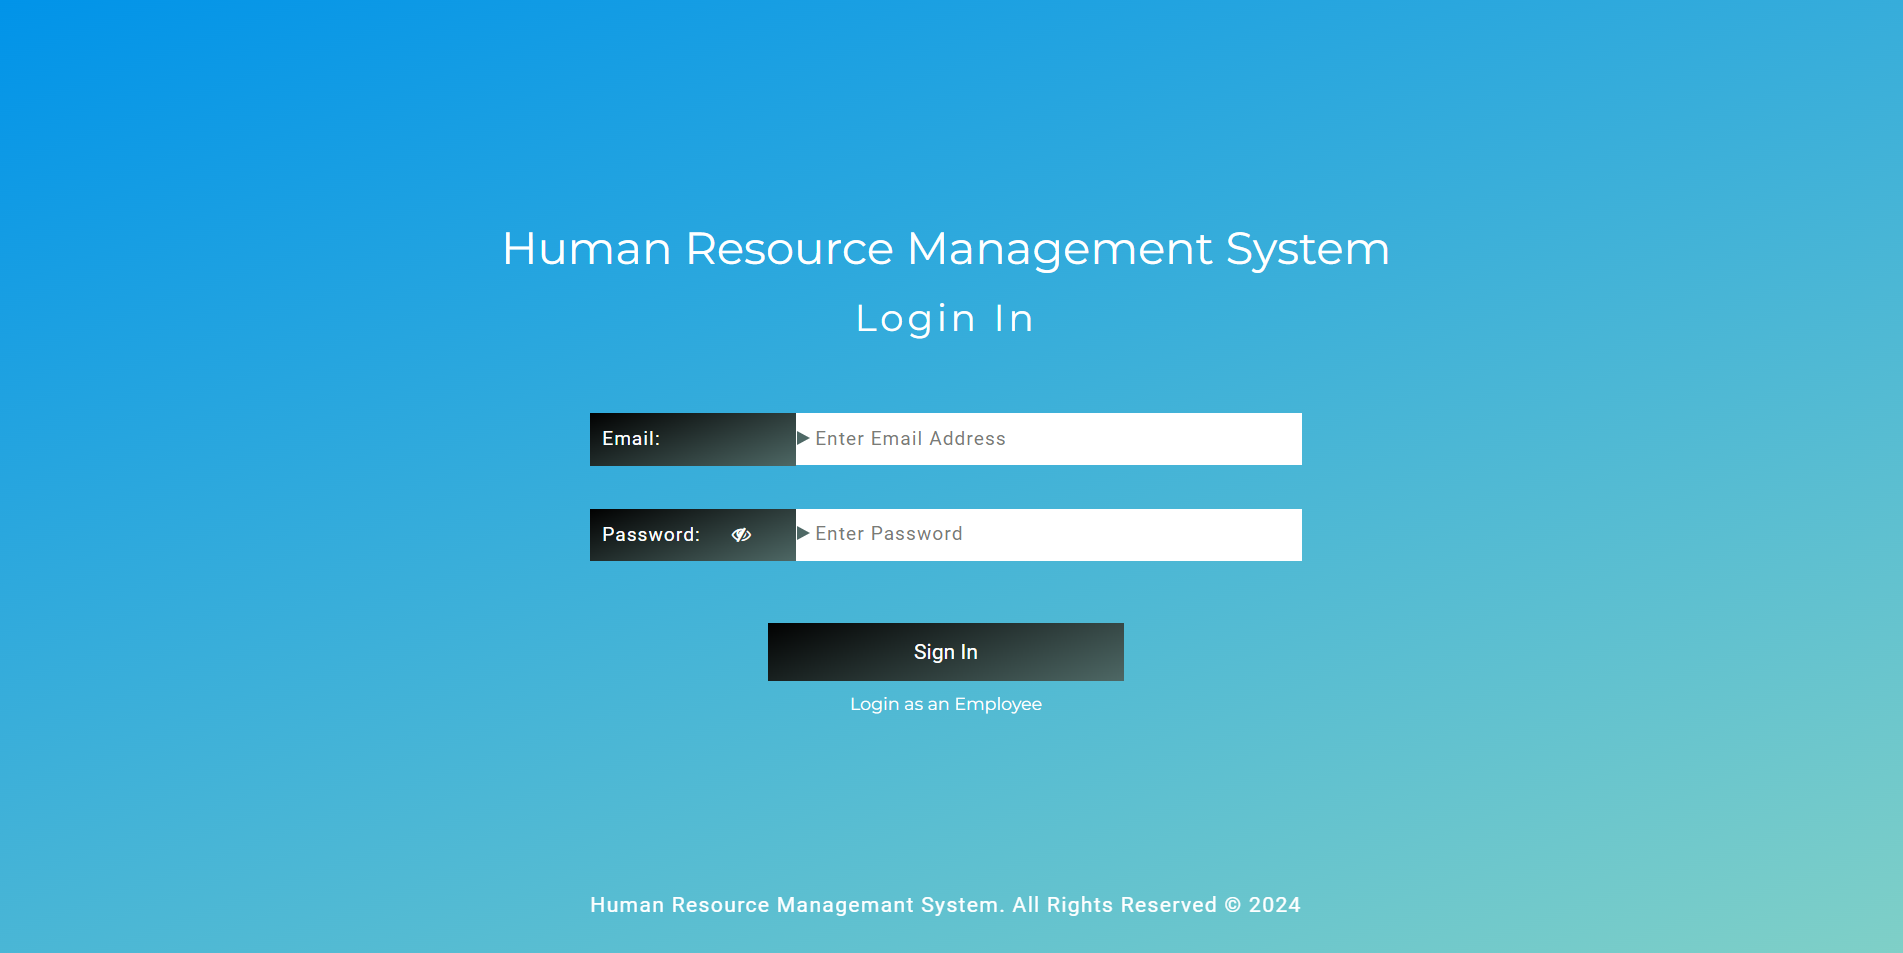 Human Resource Management System
Login In
Email:
Enter Email Address
Password:
Enter Password
Sign In
Login as an Employee
Human Resource Managemant System. All Rights Reserved © 2024